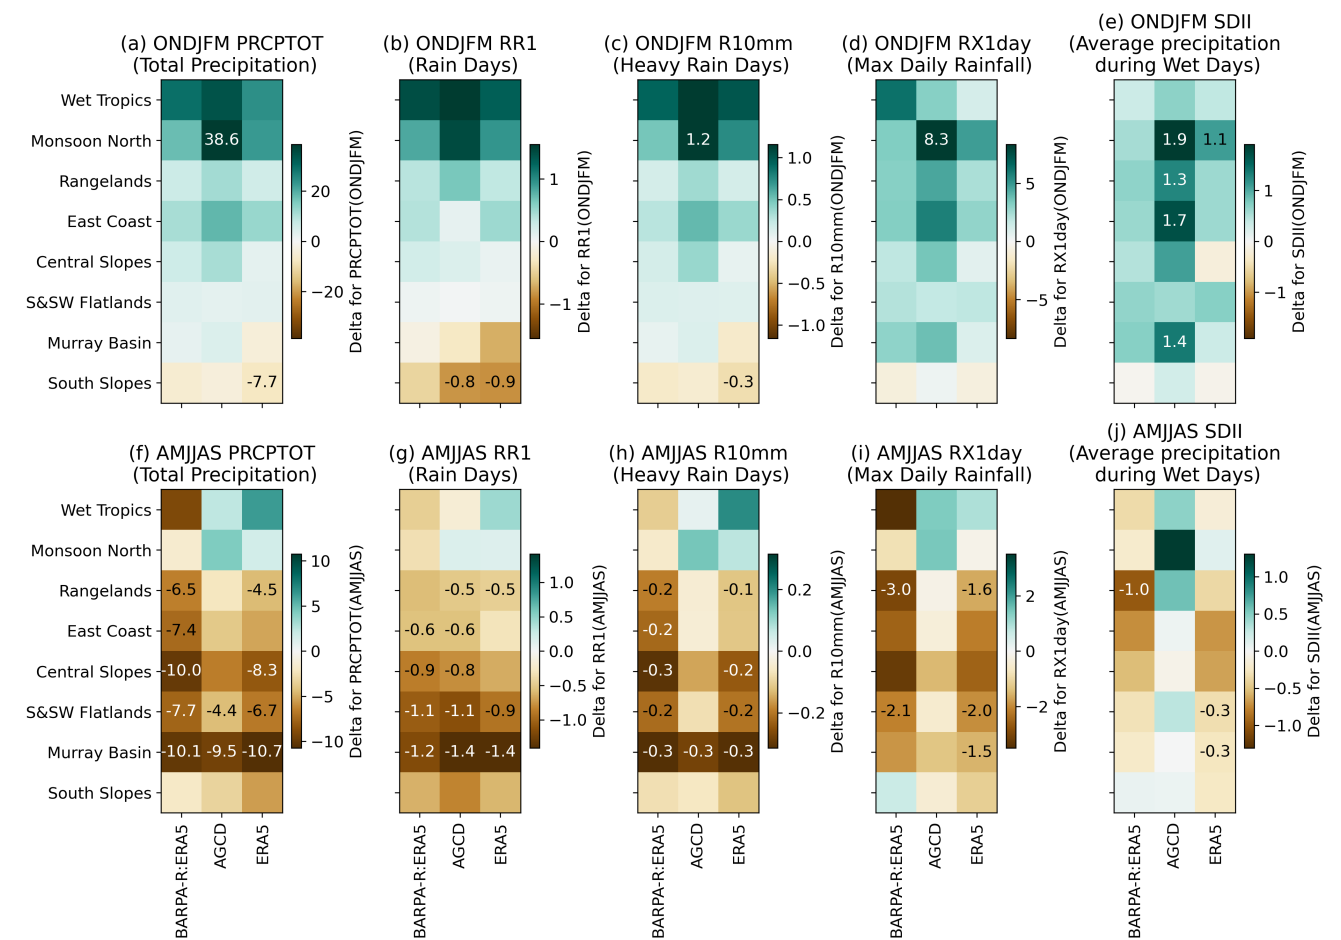 (a) ONDJFM PRCPTOT
(Total Precipitation)
(b) ONDJFM RR1
(Rain Days)
(c) ONDJFM R10mm
(Heavy Rain Days)
(d) ONDJFM RX1day
(Max Daily Rainfall)
(e) ONDJFM SDII
(Average precipitation
during Wet Days)
Wet Tropics
Monsoon North
Rangelands
East Coast
Central Slopes
S&SW Flatlands
Murray Basin
South Slopes
38.6
-7.7
20
0
−20
Delta for PRCPTOT(ONDJFM)
-0.8 -0.9
1
0
−1
Delta for RR1(ONDJFM)
1.2
-0.3
1.0
0.5
0.0
−0.5
−1.0
Delta for R10mm(ONDJFM)
8.3
5
0
−5
Delta for RX1day(ONDJFM)
1.9 1.1
1.3
1.7
1.4
1
0
−1
Delta for SDII(ONDJFM)
(f) AMJJAS PRCPTOT
(Total Precipitation)
(g) AMJJAS RR1
(Rain Days)
(h) AMJJAS R10mm
(Heavy Rain Days)
(i) AMJJAS RX1day
(Max Daily Rainfall)
(j) AMJJAS SDII
(Average precipitation
during Wet Days)
Wet Tropics
Monsoon North
Rangelands
East Coast
Central Slopes
S&SW Flatlands
Murray Basin
South Slopes
-6.5 -4.5
-7.4
-10.0 -8.3
-7.7 -4.4 -6.7
-10.1 -9.5 -10.7
10
5
0
−5
−10
Delta for PRCPTOT(AMJJAS)
-0.5 -0.5
-0.6 -0.6
-0.9 -0.8
-1.1 -1.1 -0.9
-1.2 -1.4 -1.4
1.0
0.5
0.0
−0.5
−1.0
Delta for RR1(AMJJAS)
-0.2 -0.1
-0.2
-0.3 -0.2
-0.2 -0.2
-0.3 -0.3 -0.3
0.2
0.0
−0.2
Delta for R10mm(AMJJAS)
-3.0 -1.6
-2.1 -2.0
-1.5
2
0
−2
Delta for RX1day(AMJJAS)
-1.0
-0.3
-0.3
1.0
0.5
0.0
−0.5
−1.0
Delta for SDII(AMJJAS)
BARPA-R:ERA5
AGCD
ERA5
BARPA-R:ERA5
AGCD
ERA5
BARPA-R:ERA5
AGCD
ERA5
BARPA-R:ERA5
AGCD
ERA5
BARPA-R:ERA5
AGCD
ERA5